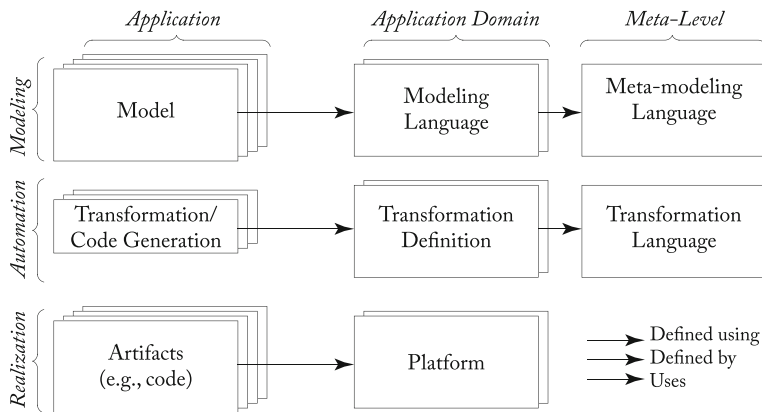 Application
Application Domain
Meta-Level
Modeling
Model
Modeling
Language
Meta-modeling
Language
Automation
Transformation/
Code Generation
Transformation
Definition
Transformation
Language
Realization
Artifacts
(e.g., code)
Platform
Defined using
Defined by
Uses